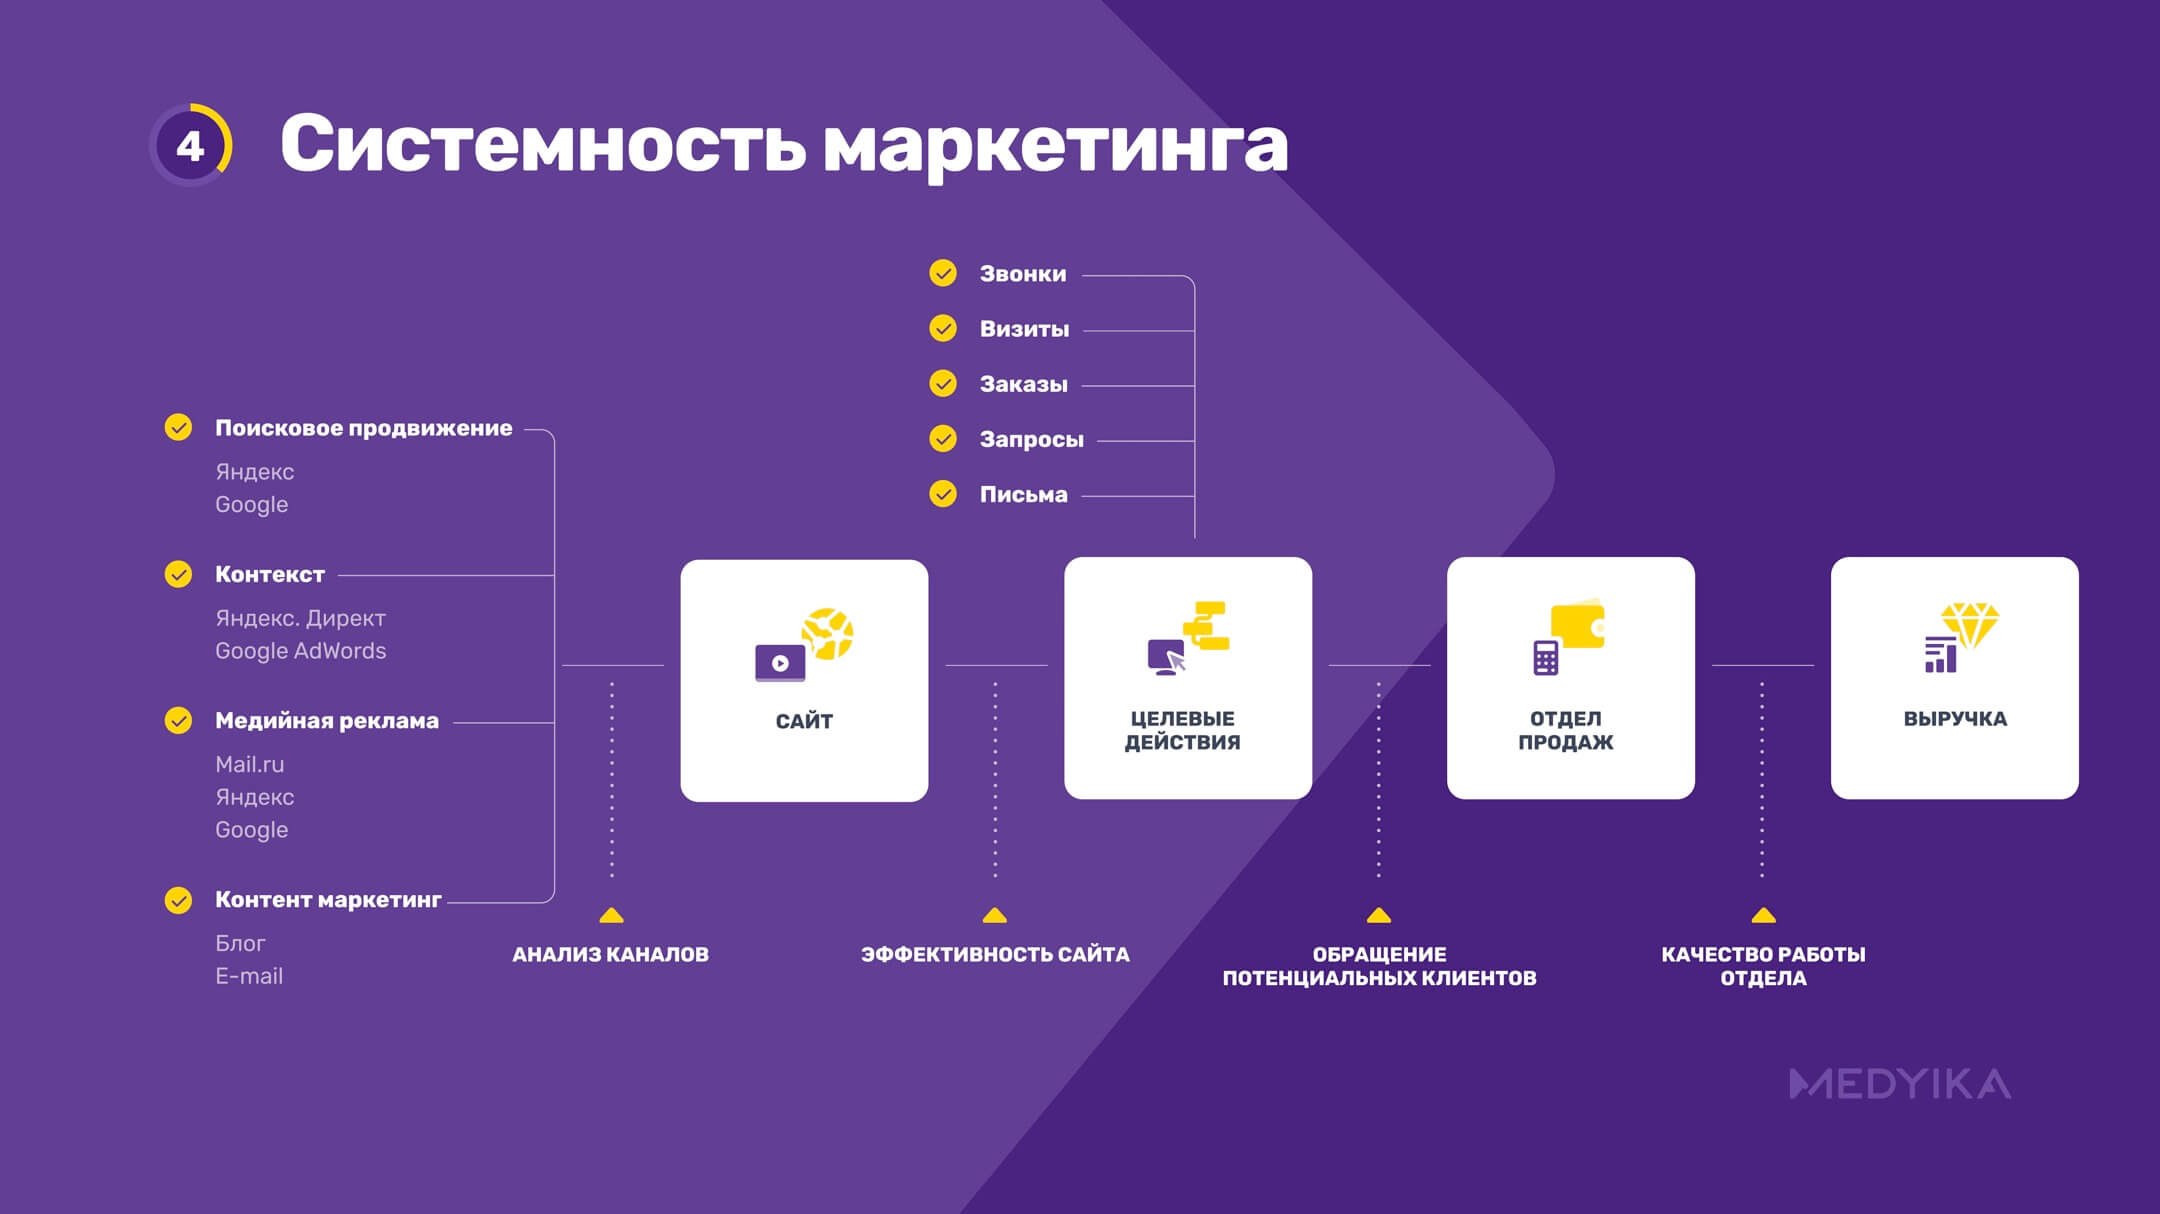 4
Системность маркетинга
Звонки
Визиты
Заказы
Запросы
Письма
Поисковое продвижение
Яндекс
Google
Контекст
Яндекс. Директ
Google AdWords
Медийная реклама
Mail.ru
Яндекс
Google
Контент маркетинг
Блог
E-mail
САЙТ
ЦЕЛЕВЫЕ
ДЕЙСТВИЯ
ОТДЕЛ
ПРОДАЖ
ВЫРУЧКА
АНАЛИЗ КАНАЛОВ
ЭФФЕКТИВНОСТЬ САЙТА
ОБРАЩЕНИЕ
ПОТЕНЦИАЛЬНЫХ КЛИЕНТОВ
КАЧЕСТВО РАБОТЫ
ОТДЕЛА
MEDYIKA